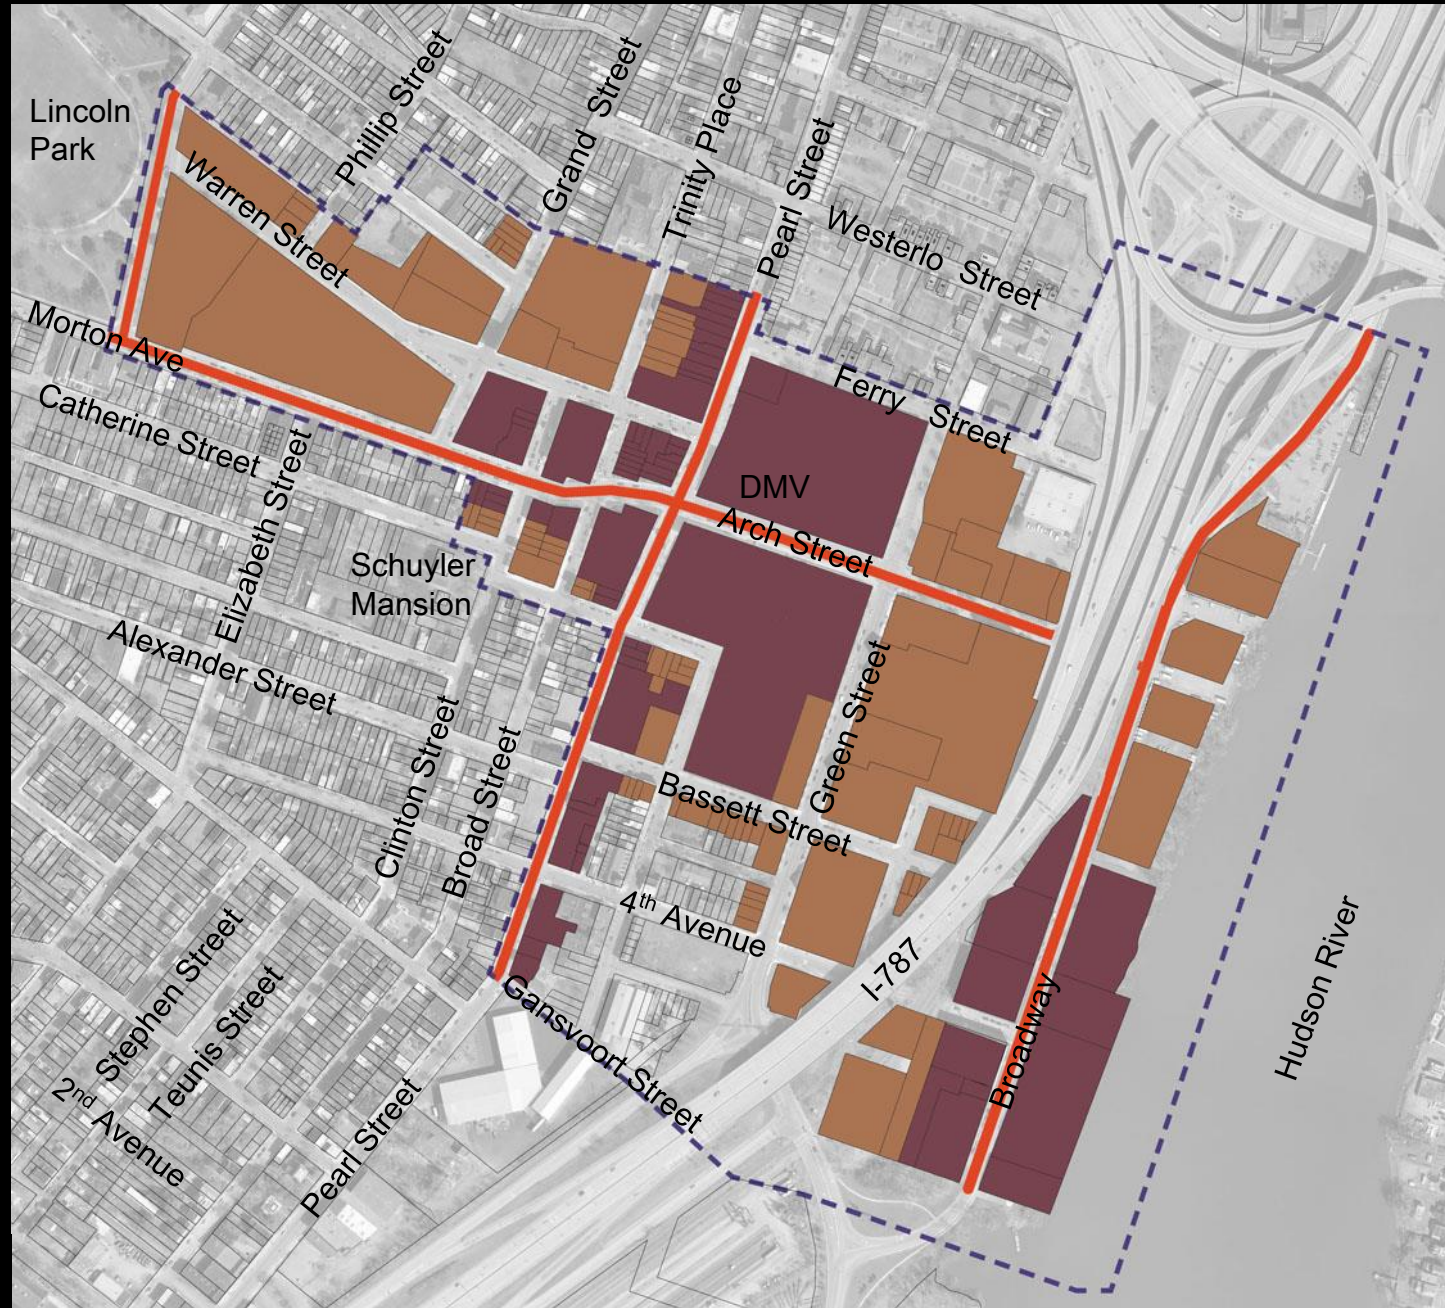 Lincoln
Park
Phillip Street
Grand Street
Trinity Place
Pearl Street
Warren Street
Westerlo Street
Morton Ave
Catherine Street
Ferry Street
Elizabeth Street
DMV
Arch Street
Schuyler
Mansion
Alexander Street
Green Street
Clinton Street
Broad Street
Bassett Street
4th Avenue
I-787
Hudson River
Stephen Street
Teunis Street
2nd Avenue
Gansvoort Street
Broadway
Pearl Street